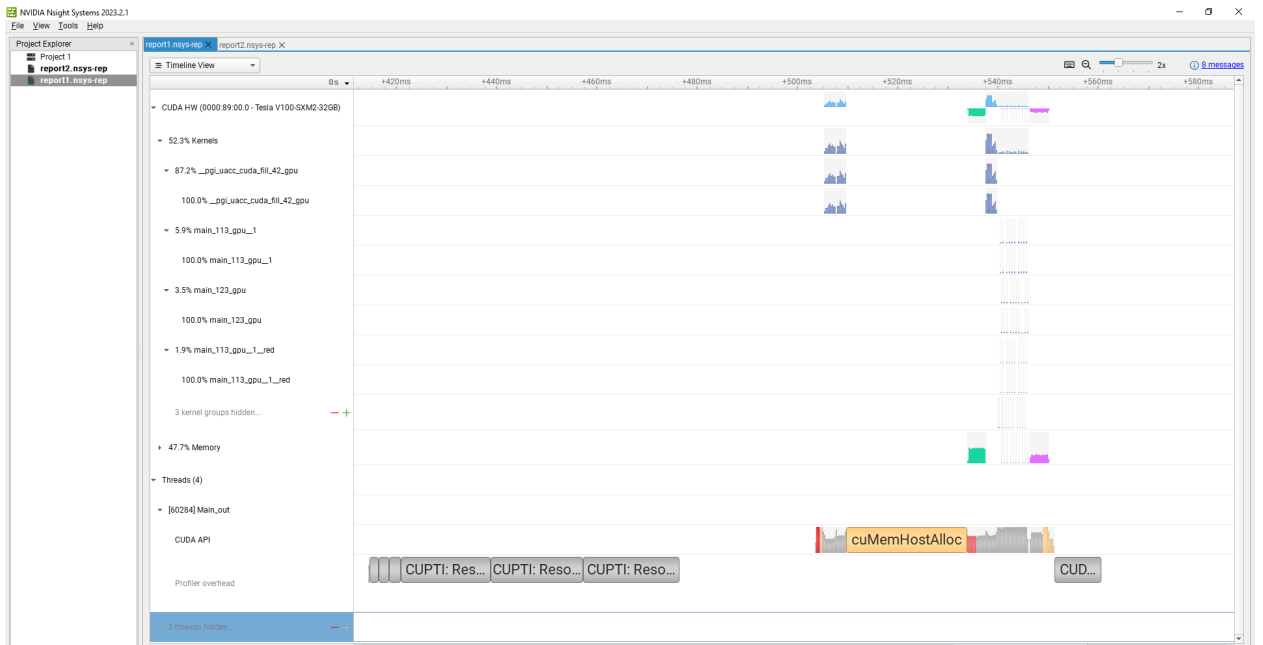 NVIDIA Nsight Systems 2023.2.1
File View Tools Help
Project Explorer
Project 1
report2.nsys-rep
report1.nsys-rep
report1.nsys-rep report2.nsys-rep
Timeline View 2x 8 messages
0s +420ms +440ms +460ms +480ms +500ms +520ms +540ms +560ms +580ms
CUDA HW (0000:89:00.0 - Tesla V100-SXM2-32GB)
52.3% Kernels
87.2% __pgi_uacc_cuda_fill_42_gpu
100.0% __pgi_uacc_cuda_fill_42_gpu
5.9% main_113_gpu__1
100.0% main_113_gpu__1
3.5% main_123_gpu
100.0% main_123_gpu
1.9% main_113_gpu__1__red
100.0% main_113_gpu__1__red
3 kernel groups hidden...
47.7% Memory
Threads (4)
[60284] Main_out
CUDA API cuMemHostAlloc
Profiler overhead CUPTI: Res... CUPTI: Reso... CUPTI: Reso... CUD...
3 threads hidden...